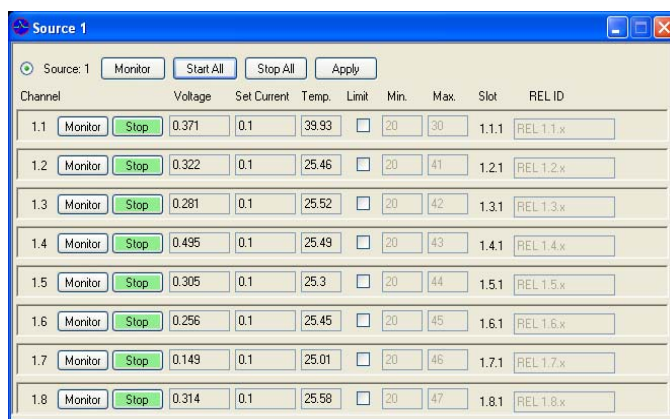 Source 1
Source: 1 Monitor Start All Stop All Apply
Channel Voltage Set Current Temp. Limit Min. Max. Slot REL ID
1.1 Monitor Stop 0.371 0.1 39.93 20 30 1.1.1 REL 1.1.x
1.2 Monitor Stop 0.322 0.1 25.46 20 41 1.2.1 REL 1.2.x
1.3 Monitor Stop 0.281 0.1 25.52 20 42 1.3.1 REL 1.3.x
1.4 Monitor Stop 0.495 0.1 25.49 20 43 1.4.1 REL 1.4.x
1.5 Monitor Stop 0.305 0.1 25.3 20 44 1.5.1 REL 1.5.x
1.6 Monitor Stop 0.256 0.1 25.45 20 45 1.6.1 REL 1.6.x
1.7 Monitor Stop 0.149 0.1 25.01 20 46 1.7.1 REL 1.7.x
1.8 Monitor Stop 0.314 0.1 25.58 20 47 1.8.1 REL 1.8.x